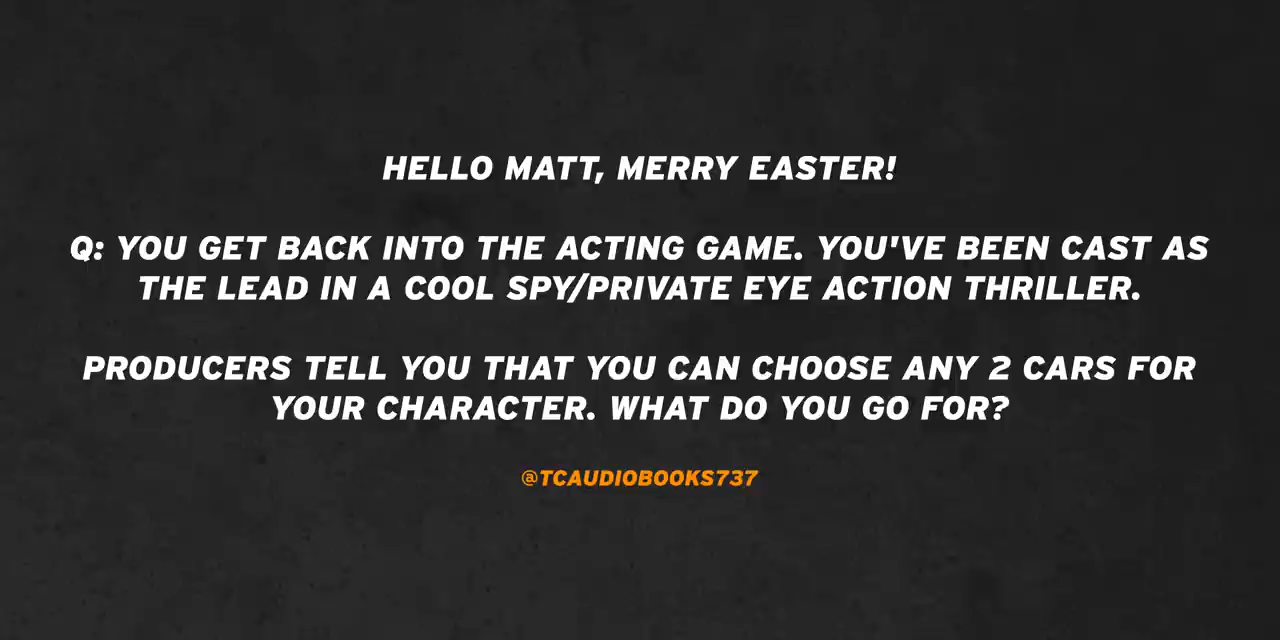 HELLO MATT, MERRY EASTER!
Q: YOU GET BACK INTO THE ACTING GAME. YOU'VE BEEN CAST AS
THE LEAD IN A COOL SPY/PRIVATE EYE ACTION THRILLER.
PRODUCERS TELL YOU THAT YOU CAN CHOOSE ANY 2 CARS FOR
YOUR CHARACTER. WHAT DO YOU GO FOR?
@TCAUDIOBOOKS737